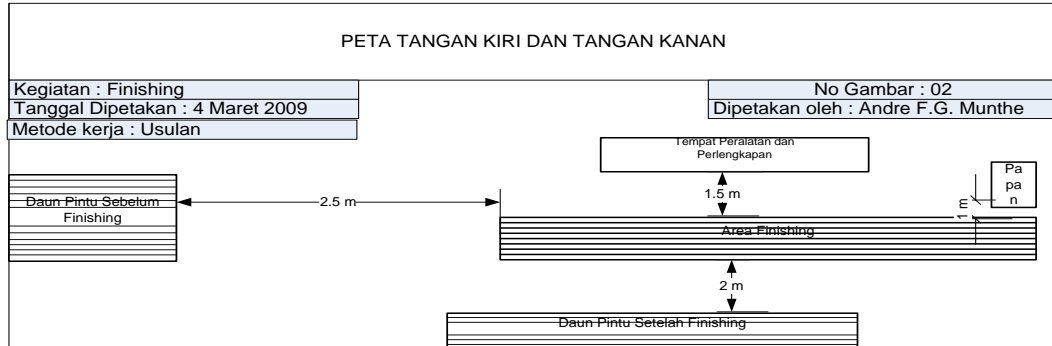 PETA TANGAN KIRI DAN TANGAN KANAN
Kegiatan : Finishing
Tanggal Dipetakan : 4 Maret 2009
Metode kerja : Usulan
No Gambar : 02
Dipetakan oleh : Andre F.G. Munthe
Tempat Peralatan dan
Perlengkapan
Pa
pa
n
Daun Pintu Sebelum
Finishing
2.5 m
1.5 m
1 m
Area Finishing
2 m
Daun Pintu Setelah Finishing